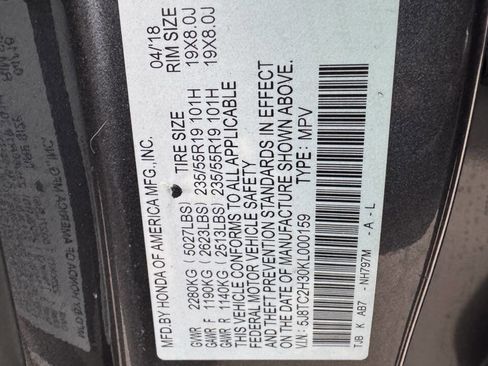 MFD.BY HONDA OF AMERICA MFG.,INC. 04/'18
TIRE SIZE RIM SIZE
GVWR 2280KG (5027LBS)
GAWR F 1190KG (2623LBS) 235/55R19 101H 19X8.0J
GAWR R 1140KG (2513LBS) 235/55R19 101H 19X8.0J
THIS VEHICLE CONFORMS TO ALL APPLICABLE
FEDERAL MOTOR VEHICLE SAFETY
AND THEFT PREVENTION STANDARDS IN EFFECT
ON THE DATE OF MANUFACTURE SHOWN ABOVE.
V.I.N.: 5J8TC2H30KL000159
TYPE: MPV
TJB K AB7 -NH797M -A -L